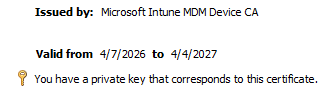 Issued by: Microsoft Intune MDM Device CA
Valid from 4/7/2026 to 4/4/2027
You have a private key that corresponds to this certificate.